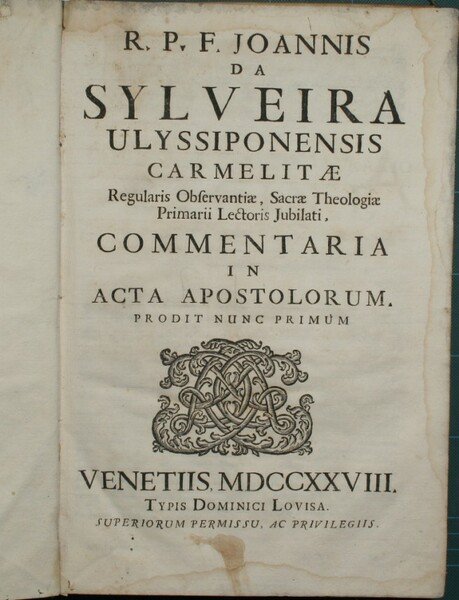 R. P. F. JOANNIS
DA
SYLVEIRA
ULYSSIPONENSIS
CARMELITÆ
Regularis Obſervantiæ, Sacræ Theologiæ
Primarii Lectoris Jubilati,
COMMENTARIA
IN
ACTA APOSTOLORUM.
PRODIT NUNC PRIMÙM
VENETIIS, MDCCXXVIII.
TYPIS DOMINICI LOVISA.
SUPERIORUM PERMISSU, AC PRIVILEGIIS.